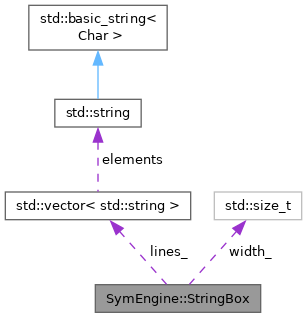 std::basic_string<
Char >
std::string
elements
std::vector< std::string >
std::size_t
lines_
width_
SymEngine::StringBox